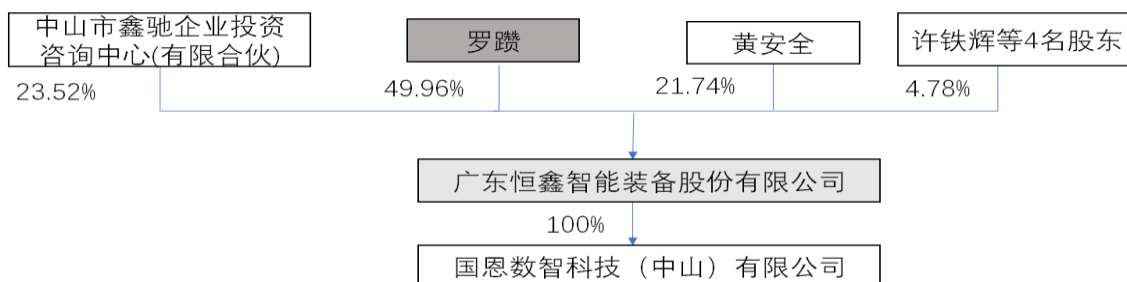 中山市鑫驰企业投资
咨询中心(有限合伙)
罗趱
黄安全
许铁辉等4名股东
23.52%
49.96%
21.74%
4.78%
广东恒鑫智能装备股份有限公司
100%
国恩数智科技（中山）有限公司